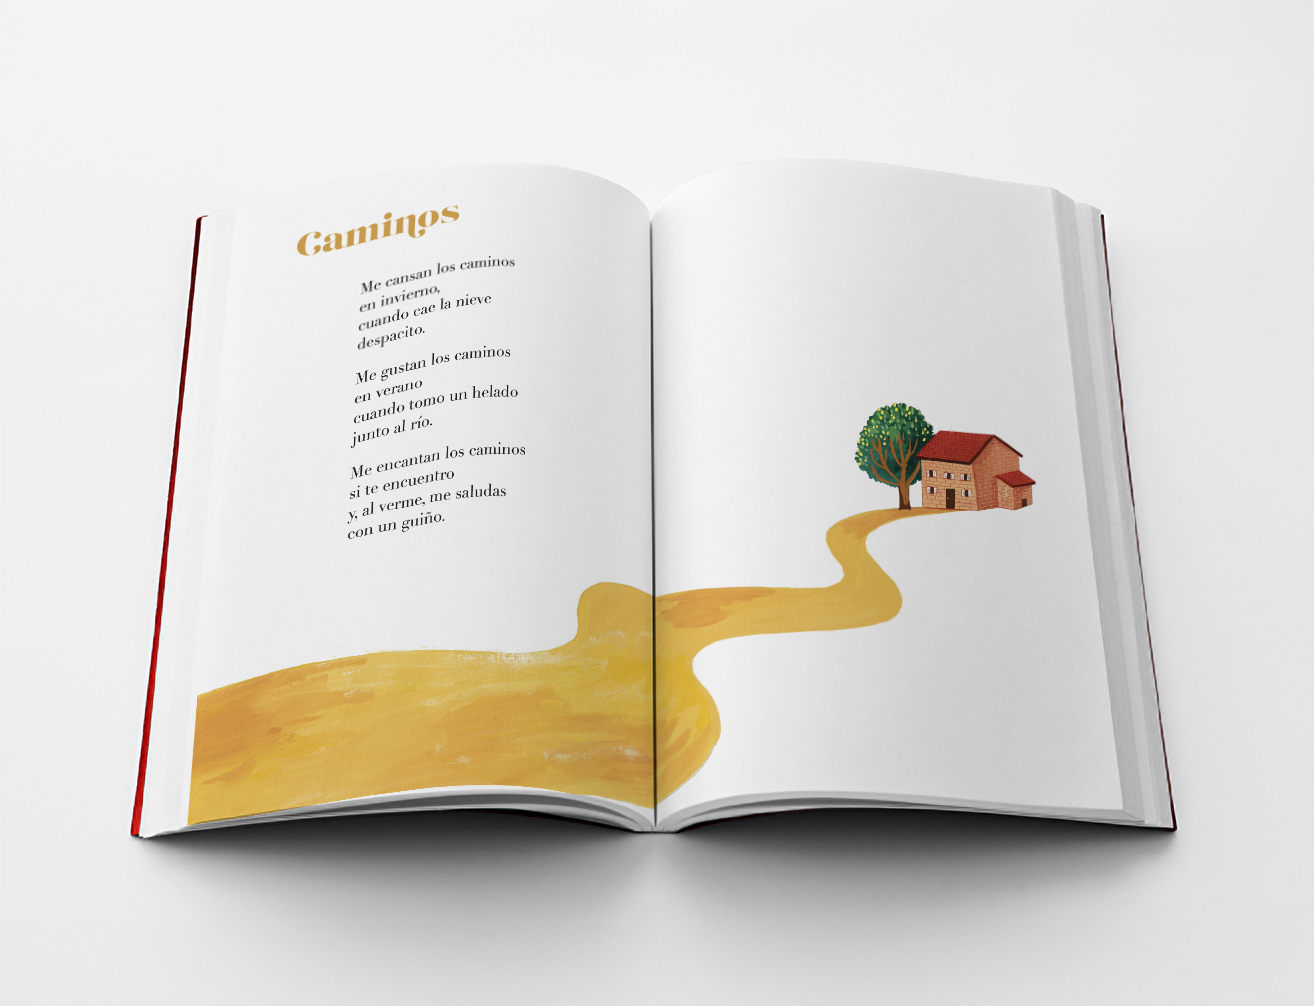 Caminos
Me cansan los caminos
en invierno,
cuando cae la nieve
despacito.
Me gustan los caminos
en verano
cuando tomo un helado
junto al río.
Me encantan los caminos
si te encuentro
y, al verme, me saludas
con un guiño.